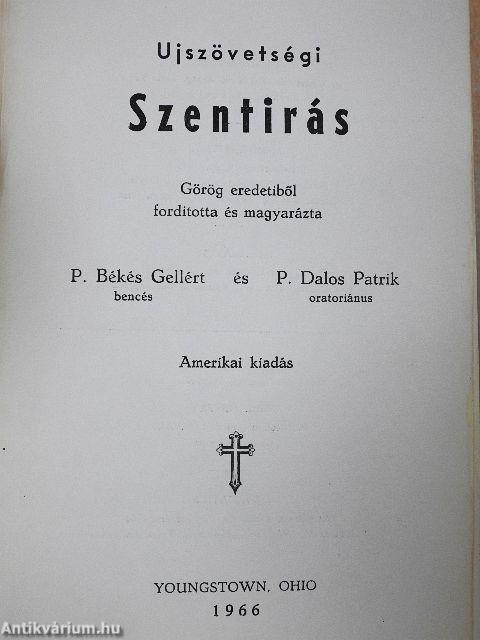 Ujszövetségi
Szentirás
Görög eredetiből
forditotta és magyarázta
P. Békés Gellért és P. Dalos Patrik
bencés oratoriánus
Amerikai kiadás
YOUNGSTOWN, OHIO
1966
Antikvárium.hu